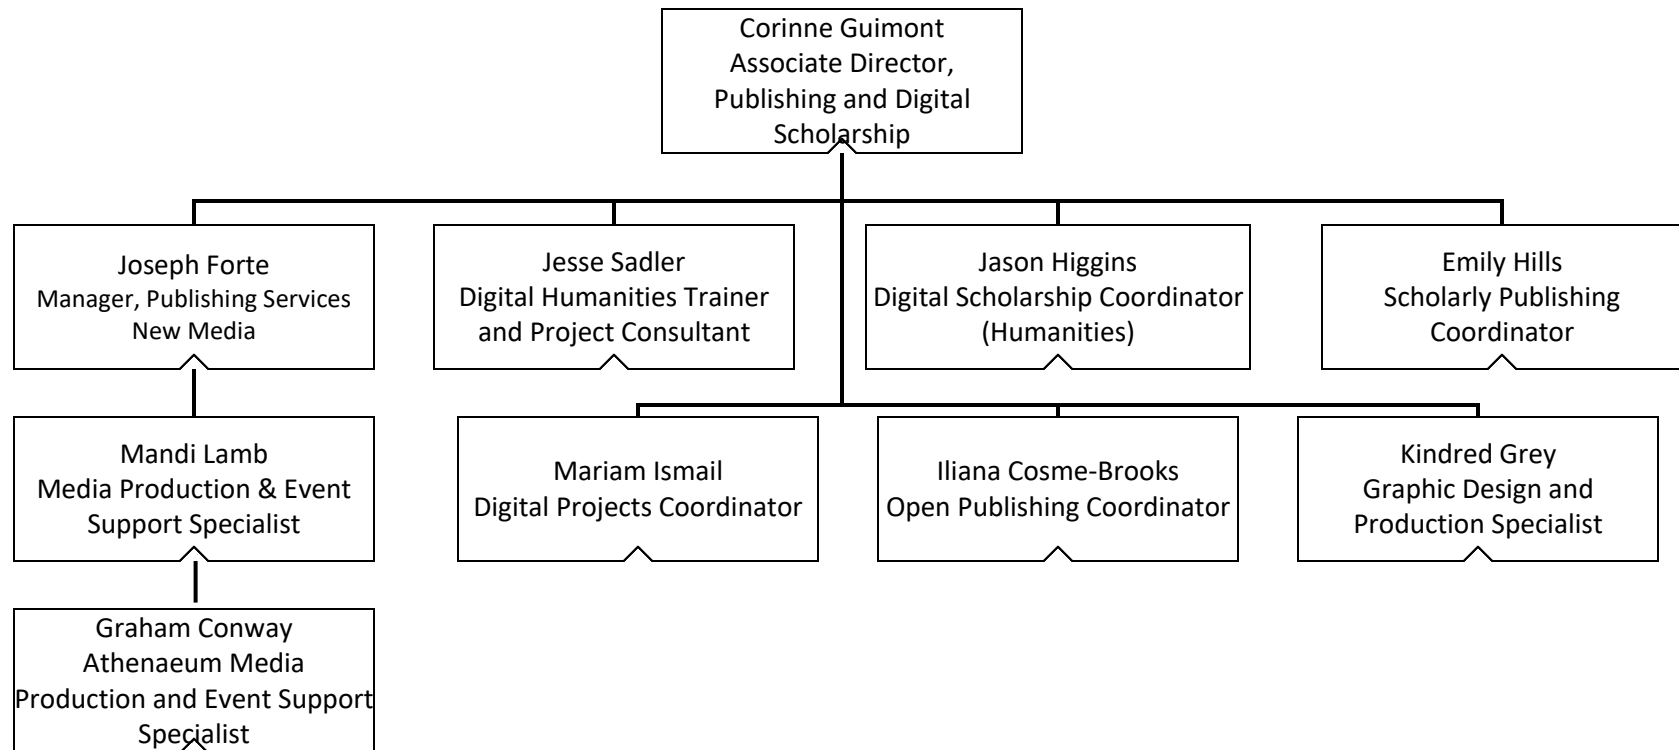 Corinne Guimont
Associate Director,
Publishing and Digital
Scholarship
Joseph Forte
Manager, Publishing Services
New Media
Jesse Sadler
Digital Humanities Trainer
and Project Consultant
Jason Higgins
Digital Scholarship Coordinator
(Humanities)
Emily Hills
Scholarly Publishing
Coordinator
Mandi Lamb
Media Production & Event
Support Specialist
Mariam Ismail
Digital Projects Coordinator
Iliana Cosme-Brooks
Open Publishing Coordinator
Kindred Grey
Graphic Design and
Production Specialist
Graham Conway
Athenaeum Media
Production and Event Support
Specialist